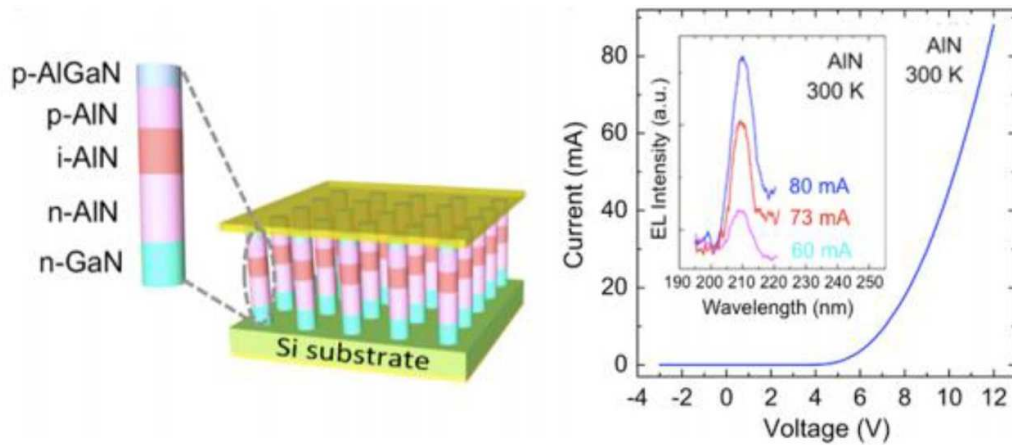 p-AlGaN
p-AlN
i-AlN
n-AlN
n-GaN
Si substrate
Current (mA)
80
60
40
20
0
-4 -2 0 2 4 6 8 10 12
Voltage (V)
AlN
300 K
EL Intensity (a.u.)
AlN
300 K
80 mA
73 mA
60 mA
190 200 210 220 230 240 250
Wavelength (nm)